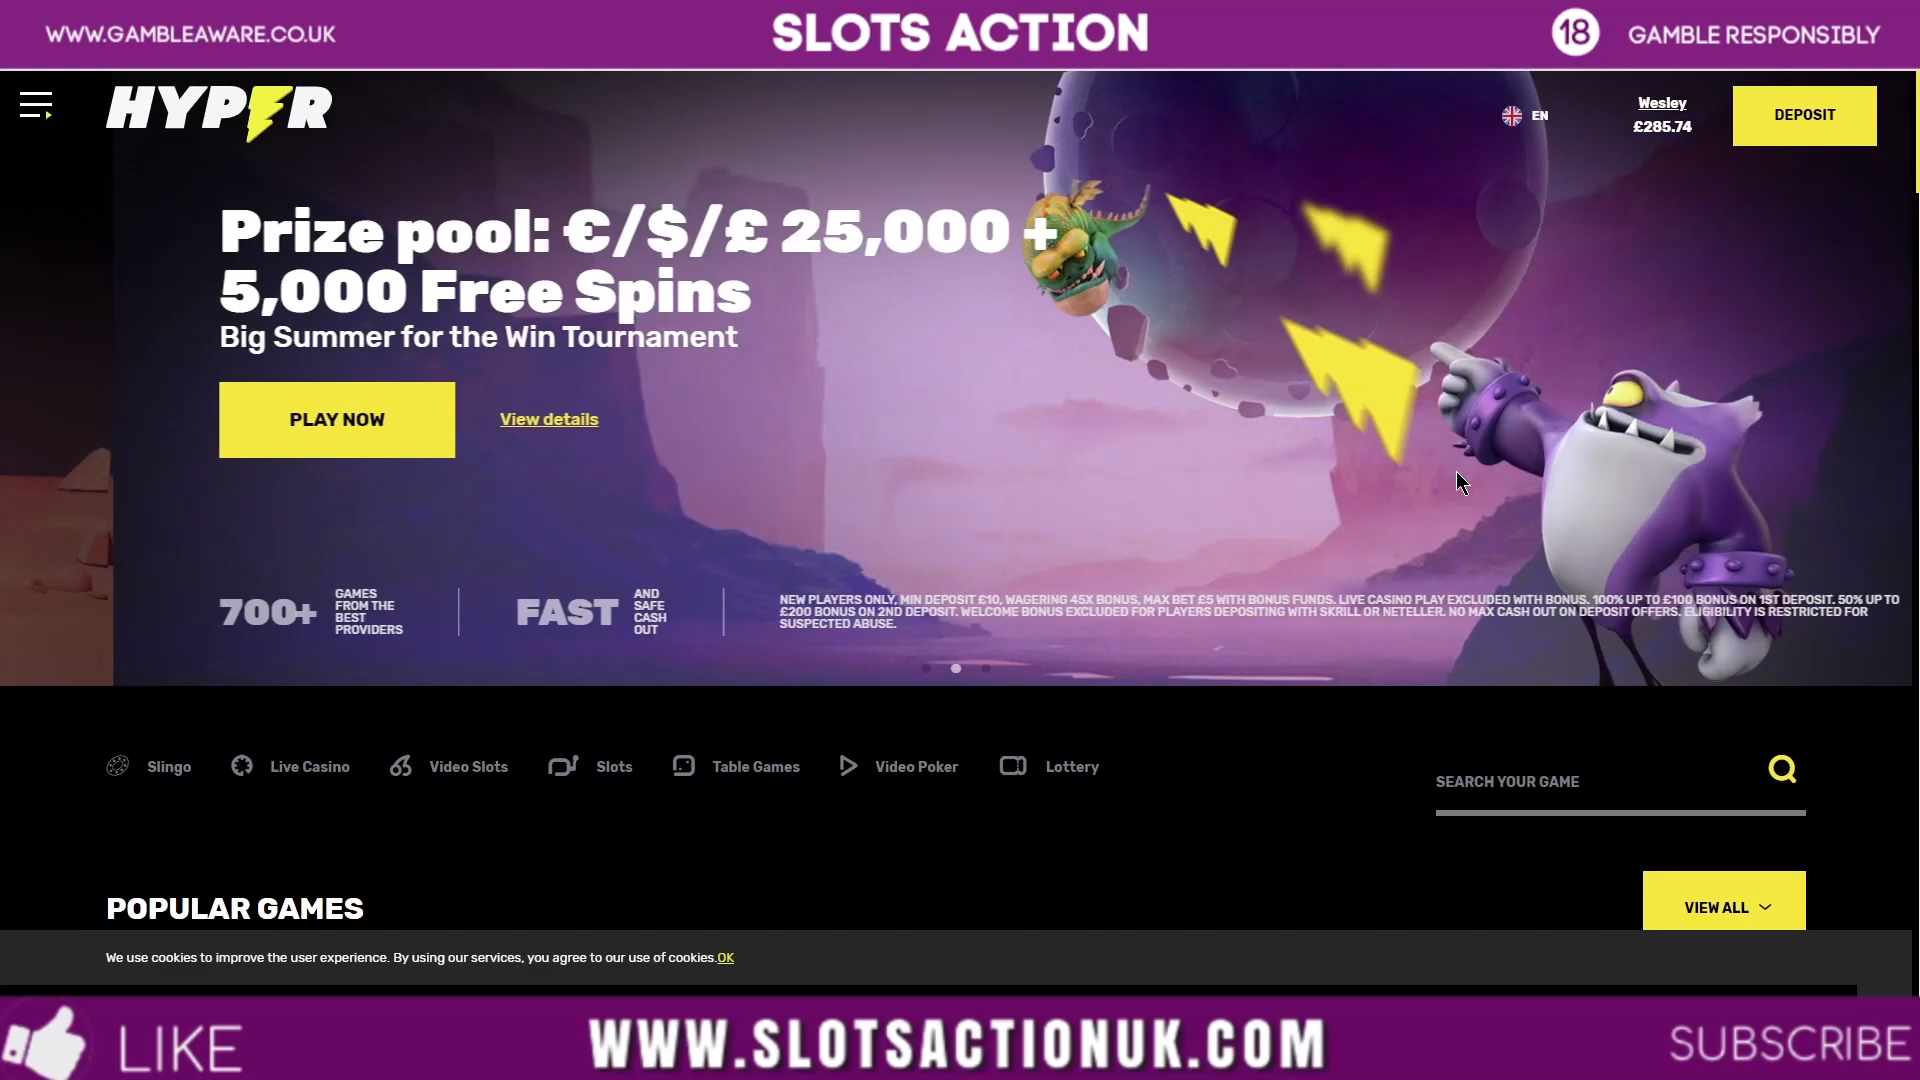 WWW.GAMBLEAWARE.CO.UK
SLOTS ACTION
18
GAMBLE RESPONSIBLY
HYPER
EN
Wesley
£285.74
DEPOSIT
Prize pool: €/$/£ 25,000 +
5,000 Free Spins
Big Summer for the Win Tournament
PLAY NOW
View details
700+
GAMES
FROM THE
BEST
PROVIDERS
FAST
AND
SAFE
CASH
OUT
NEW PLAYERS ONLY, MIN DEPOSIT £10, WAGERING 45X BONUS, MAX BET £5 WITH BONUS FUNDS. LIVE CASINO PLAY EXCLUDED WITH BONUS. 100% UP TO £100 BONUS ON 1ST DEPOSIT. 50% UP TO
£200 BONUS ON 2ND DEPOSIT. WELCOME BONUS EXCLUDED FOR PLAYERS DEPOSITING WITH SKRILL OR NETELLER. NO MAX CASH OUT ON DEPOSIT OFFERS. ELIGIBILITY IS RESTRICTED FOR
SUSPECTED ABUSE.
Slingo
Live Casino
Video Slots
Slots
Table Games
Video Poker
Lottery
SEARCH YOUR GAME
POPULAR GAMES
VIEW ALL
We use cookies to improve the user experience. By using our services, you agree to our use of cookies.OK
LIKE
WWW.SLOTSACTIONUK.COM
SUBSCRIBE